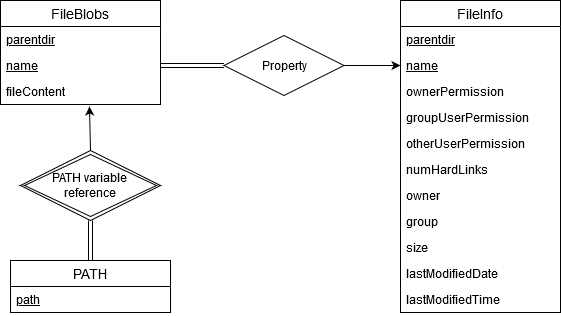 FileBlobs
parentdir
name
fileContent
Property
FileInfo
parentdir
name
ownerPermission
groupUserPermission
otherUserPermission
numHardLinks
owner
group
size
lastModifiedDate
lastModifiedTime
PATH variable
reference
PATH
path